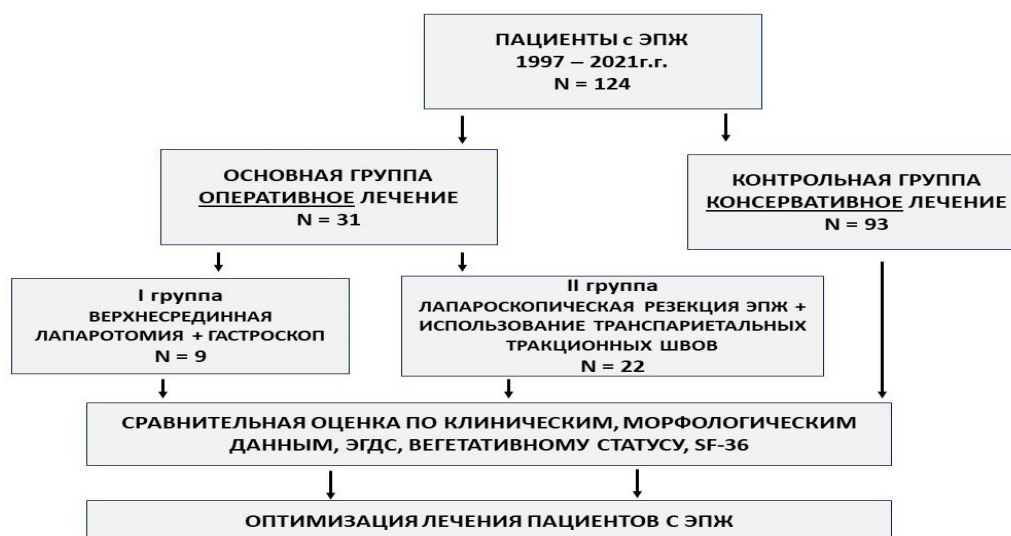 ПАЦИЕНТЫ с ЭПЖ
1997 – 2021г.г.
N = 124
ОСНОВНАЯ ГРУППА
ОПЕРАТИВНОЕ ЛЕЧЕНИЕ
N = 31
КОНТРОЛЬНАЯ ГРУППА
КОНСЕРВАТИВНОЕ ЛЕЧЕНИЕ
N = 93
I группа
ВЕРХНЕСРЕДИННАЯ
ЛАПАРОТОМИЯ + ГАСТРОСКОП
N = 9
II группа
ЛАПАРОСКОПИЧЕСКАЯ РЕЗЕКЦИЯ ЭПЖ +
ИСПОЛЬЗОВАНИЕ ТРАНСПАРИЕТАЛЬНЫХ
ТРАКЦИОННЫХ ШВОВ
N = 22
СРАВНИТЕЛЬНАЯ ОЦЕНКА ПО КЛИНИЧЕСКИМ, МОРФОЛОГИЧЕСКИМ
ДАННЫМ, ЭГДС, ВЕГЕТАТИВНОМУ СТАТУСУ, SF-36
ОПТИМИЗАЦИЯ ЛЕЧЕНИЯ ПАЦИЕНТОВ С ЭПЖ